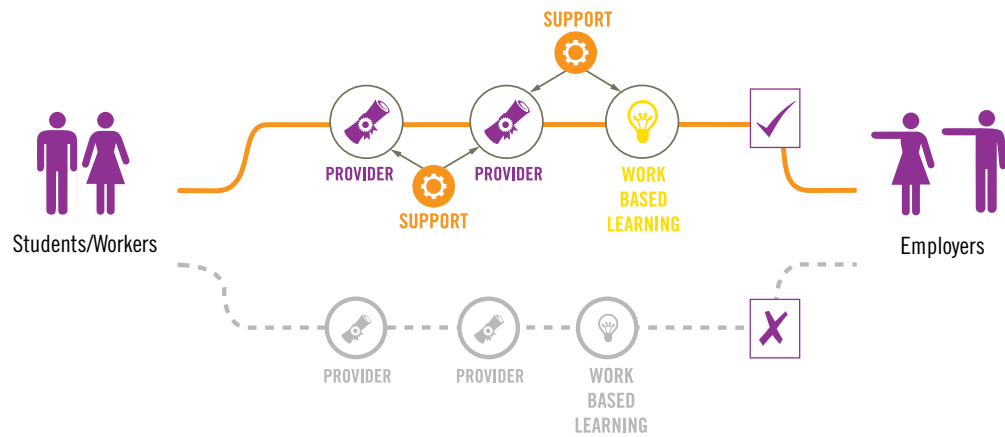 SUPPORT
PROVIDER
PROVIDER
WORK
BASED
LEARNING
SUPPORT
Students/Workers
Employers
PROVIDER
PROVIDER
WORK
BASED
LEARNING